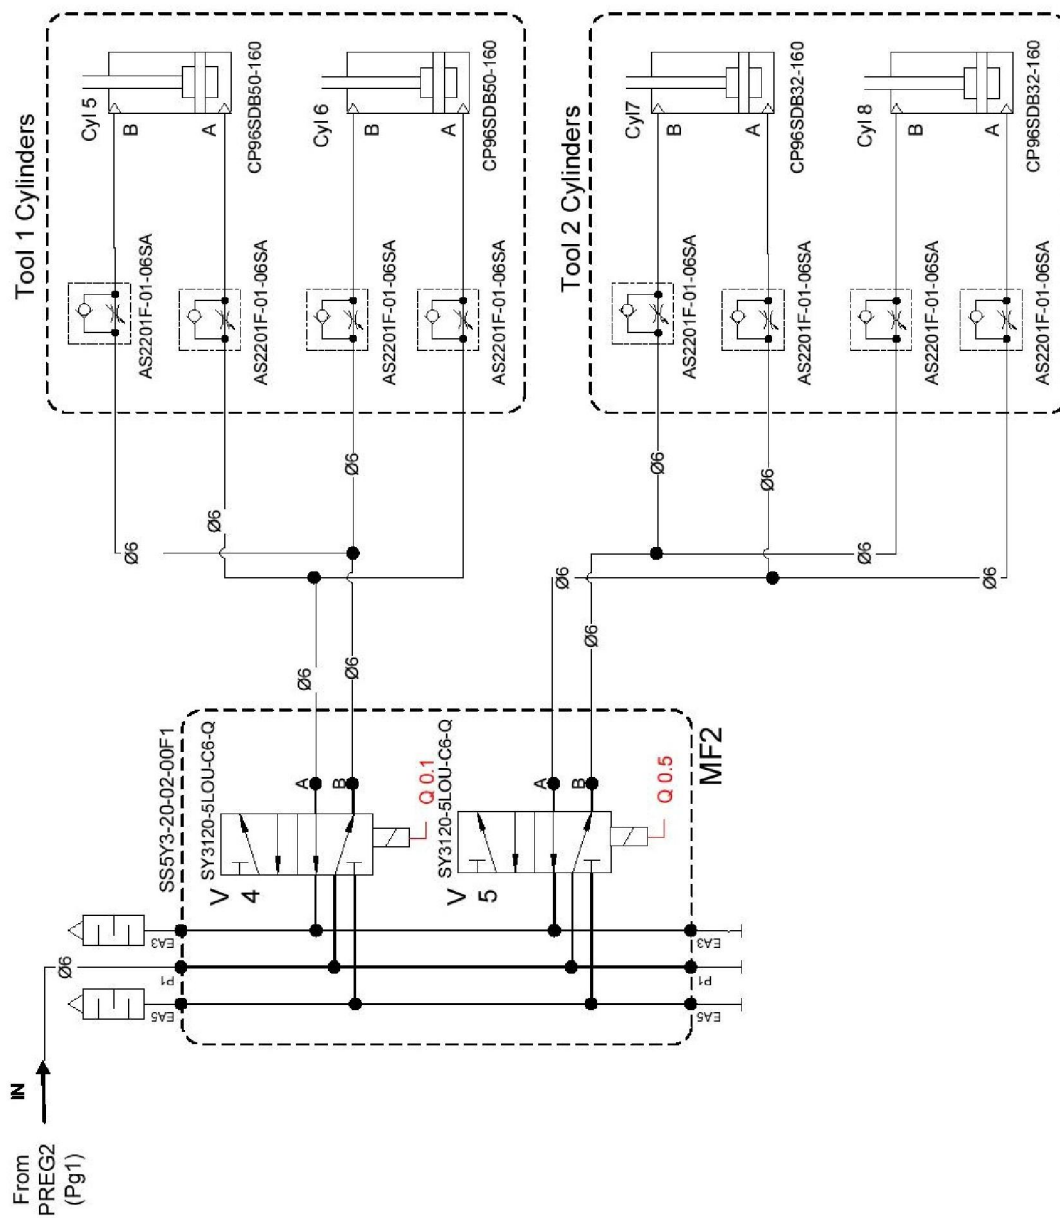 Tool 1 Cylinders
Cyl 5
B
A
CP96SDB50-160
AS2201F-01-06SA
AS2201F-01-06SA
Cyl 6
B
A
CP96SDB50-160
AS2201F-01-06SA
AS2201F-01-06SA
Ø6
Ø6
Ø6
Tool 2 Cylinders
Cyl7
B
A
CP96SDB32-160
AS2201F-01-06SA
AS2201F-01-06SA
Cyl 8
B
A
CP96SDB32-160
AS2201F-01-06SA
AS2201F-01-06SA
Ø6
Ø6
Ø6
Ø6
Ø6
Ø6
Ø6
Ø6
SS5Y3-20-02-00F1
SY3120-5LOU-C6-Q
A
B
Q 0.1
V
4
SY3120-5LOU-C6-Q
A
B
Q 0.5
V
5
MF2
EA3
P1
EA5
EA3
P1
EA5
Ø6
IN
From
PREG2
(Pg1)